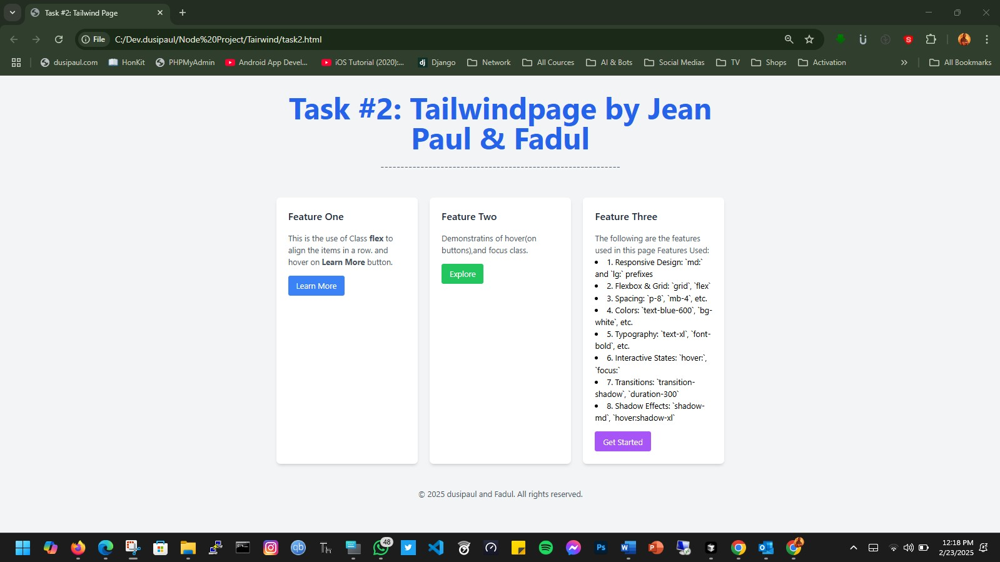 Task #2: Tailwind Page
File
C:/Dev.dusipaul/Node%20Project/Tairwind/task2.html
dusipaul.com
HonKit
PHPMyAdmin
Android App Devel...
iOS Tutorial (2020):...
dj Django
Network
All Cources
AI & Bots
Social Medias
TV
Shops
Activation
All Bookmarks
Task #2: Tailwindpage by Jean
Paul & Fadul
------------------------------------------------------------
Feature One
This is the use of Class flex to
align the items in a row. and
hover on Learn More button.
Learn More
Feature Two
Demonstratins of hover(on
buttons),and focus class.
Explore
Feature Three
The following are the features
used in this page Features Used:
• 1. Responsive Design: `md:`
and `lg:` prefixes
• 2. Flexbox & Grid: `grid`, `flex`
• 3. Spacing: `p-8`, `mb-4`, etc.
• 4. Colors: `text-blue-600`, `bg-
white`, etc.
• 5. Typography: `text-xl`, `font-
bold`, etc.
• 6. Interactive States: `hover:`,
`focus:`
• 7. Transitions: `transition-
shadow`, `duration-300`
• 8. Shadow Effects: `shadow-
md`, `hover:shadow-xl`
Get Started
© 2025 dusipaul and Fadul. All rights reserved.
qb
48
Ps
12:18 PM
2/23/2025